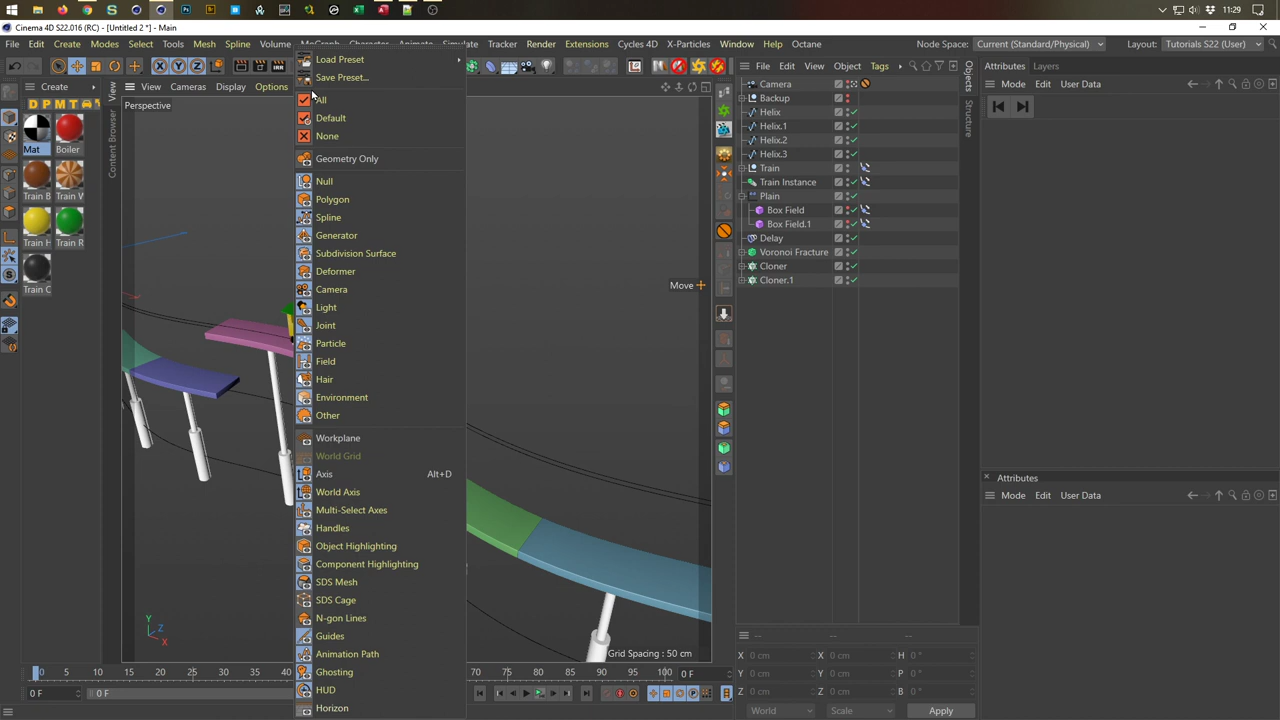 11:29
Cinema 4D S22.016 (RC) - [Untitled 2 *] - Main
File Edit Create Modes Select Tools Mesh Spline Volume MoGraph Character Animate Simulate Tracker Render Extensions Cycles 4D X-Particles Window Help Octane
Node Space: Current (Standard/Physical) Layout: Tutorials S22 (User)
Create
D P M T
Mat Boiler
Train B Train V
Train H Train R
Train C
View
Content Browser
View Cameras Display Options
Perspective
Load Preset
Save Preset...
All
Default
None
Geometry Only
Null
Polygon
Spline
Generator
Subdivision Surface
Deformer
Camera
Light
Joint
Particle
Field
Hair
Environment
Other
Workplane
World Grid
Axis Alt+D
World Axis
Multi-Select Axes
Handles
Object Highlighting
Component Highlighting
SDS Mesh
SDS Cage
N-gon Lines
Guides
Animation Path
Ghosting
HUD
Horizon
Move
Y
Z
X
Grid Spacing : 50 cm
0 5 10 15 20 25 30 35 40 70 75 80 85 90 95 100 0 F
0 F 0 F
File Edit View Object Tags
Objects
Structure
Camera
Backup
Helix
Helix.1
Helix.2
Helix.3
Train
Train Instance
Plain
Box Field
Box Field.1
Delay
Voronoi Fracture
Cloner
Cloner.1
Attributes Layers
Mode Edit User Data
Attributes
Mode Edit User Data
-- -- --
X 0 cm X 0 cm H 0 °
Y 0 cm Y 0 cm P 0 °
Z 0 cm Z 0 cm B 0 °
World Scale Apply